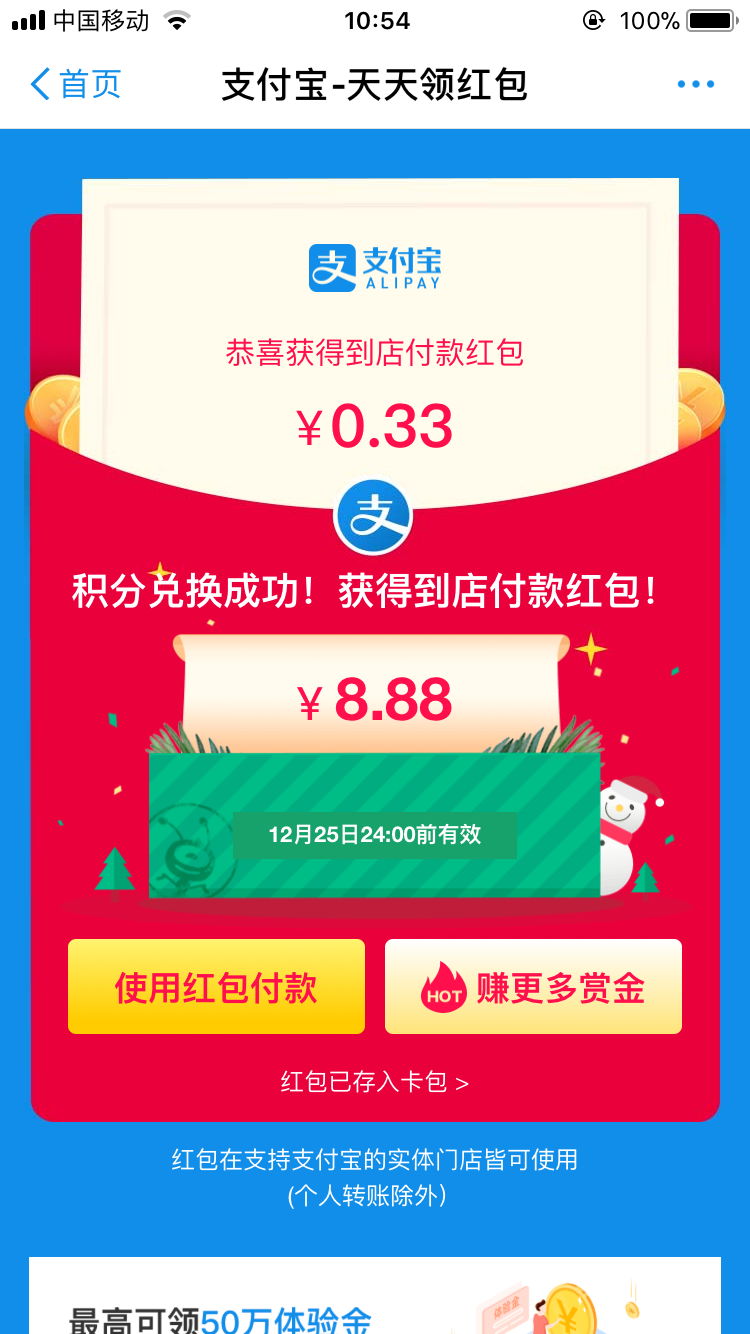 中国移动
10:54
100%
首页
支付宝-天天领红包
支
支付宝
ALIPAY
恭喜获得到店付款红包
¥0.33
支
积分兑换成功！获得到店付款红包！
¥8.88
12月25日24:00前有效
使用红包付款
HOT
赚更多赏金
红包已存入卡包 >
红包在支持支付宝的实体门店皆可使用
(个人转账除外)
最高可领50万体验金
体验金
¥